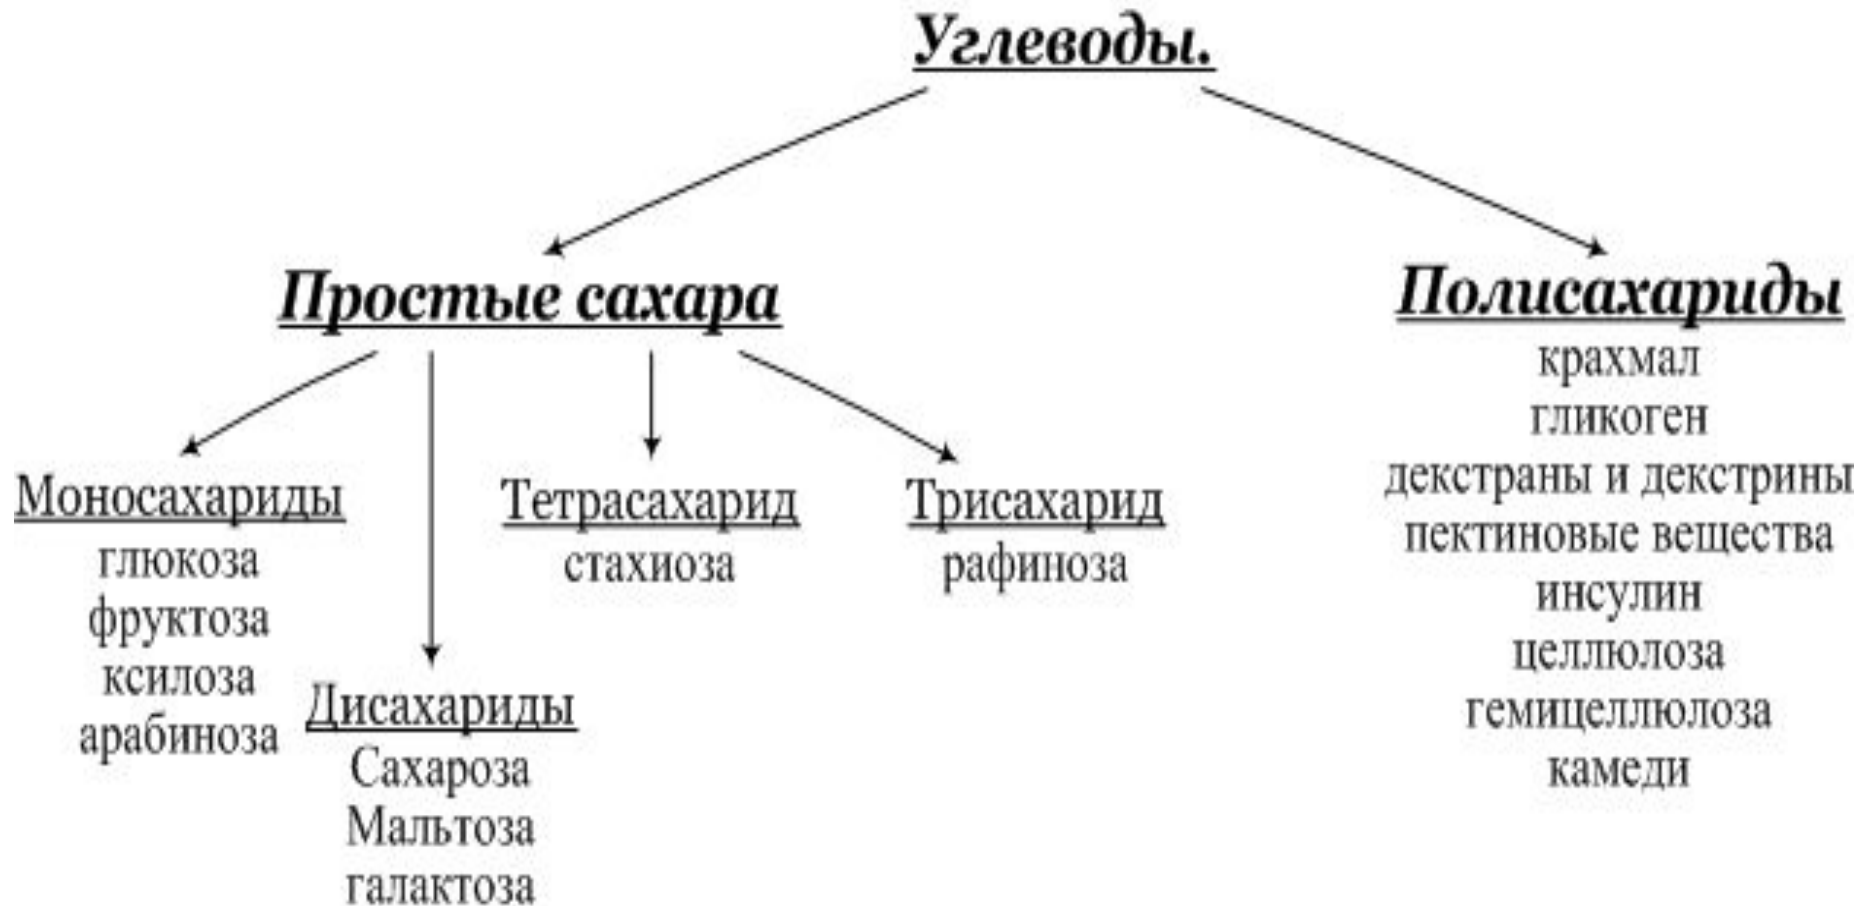 Углеводы.
Простые сахара
Полисахариды
крахмал
гликоген
декстраны и декстрины
пектиновые вещества
инсулин
целлюлоза
гемицеллюлоза
камеди
Моносахариды
глюкоза
фруктоза
ксилоза
арабиноза
Дисахариды
Сахароза
Мальтоза
галактоза
Тетрасахарид
стахиоза
Трисахарид
рафиноза